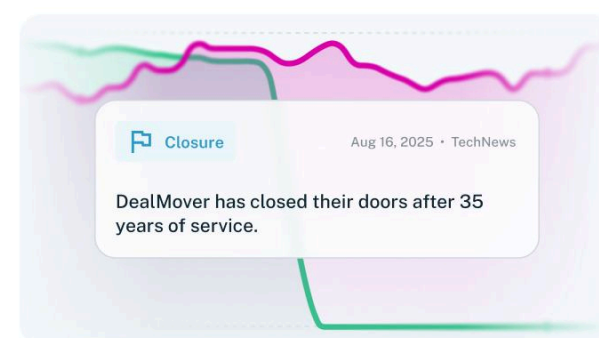 Closure
Aug 16, 2025 • TechNews
DealMover has closed their doors after 35
years of service.